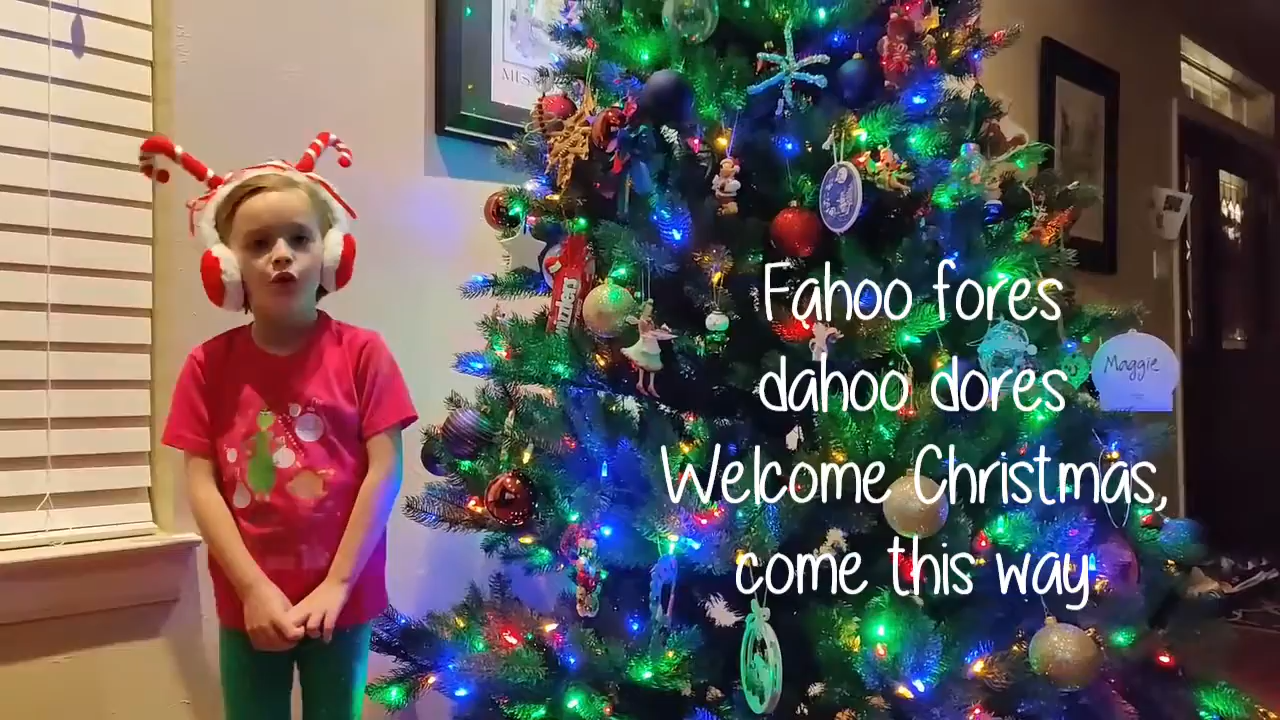 Fahoo fores
dahoo dores
Welcome Christmas,
come this way
Maggie